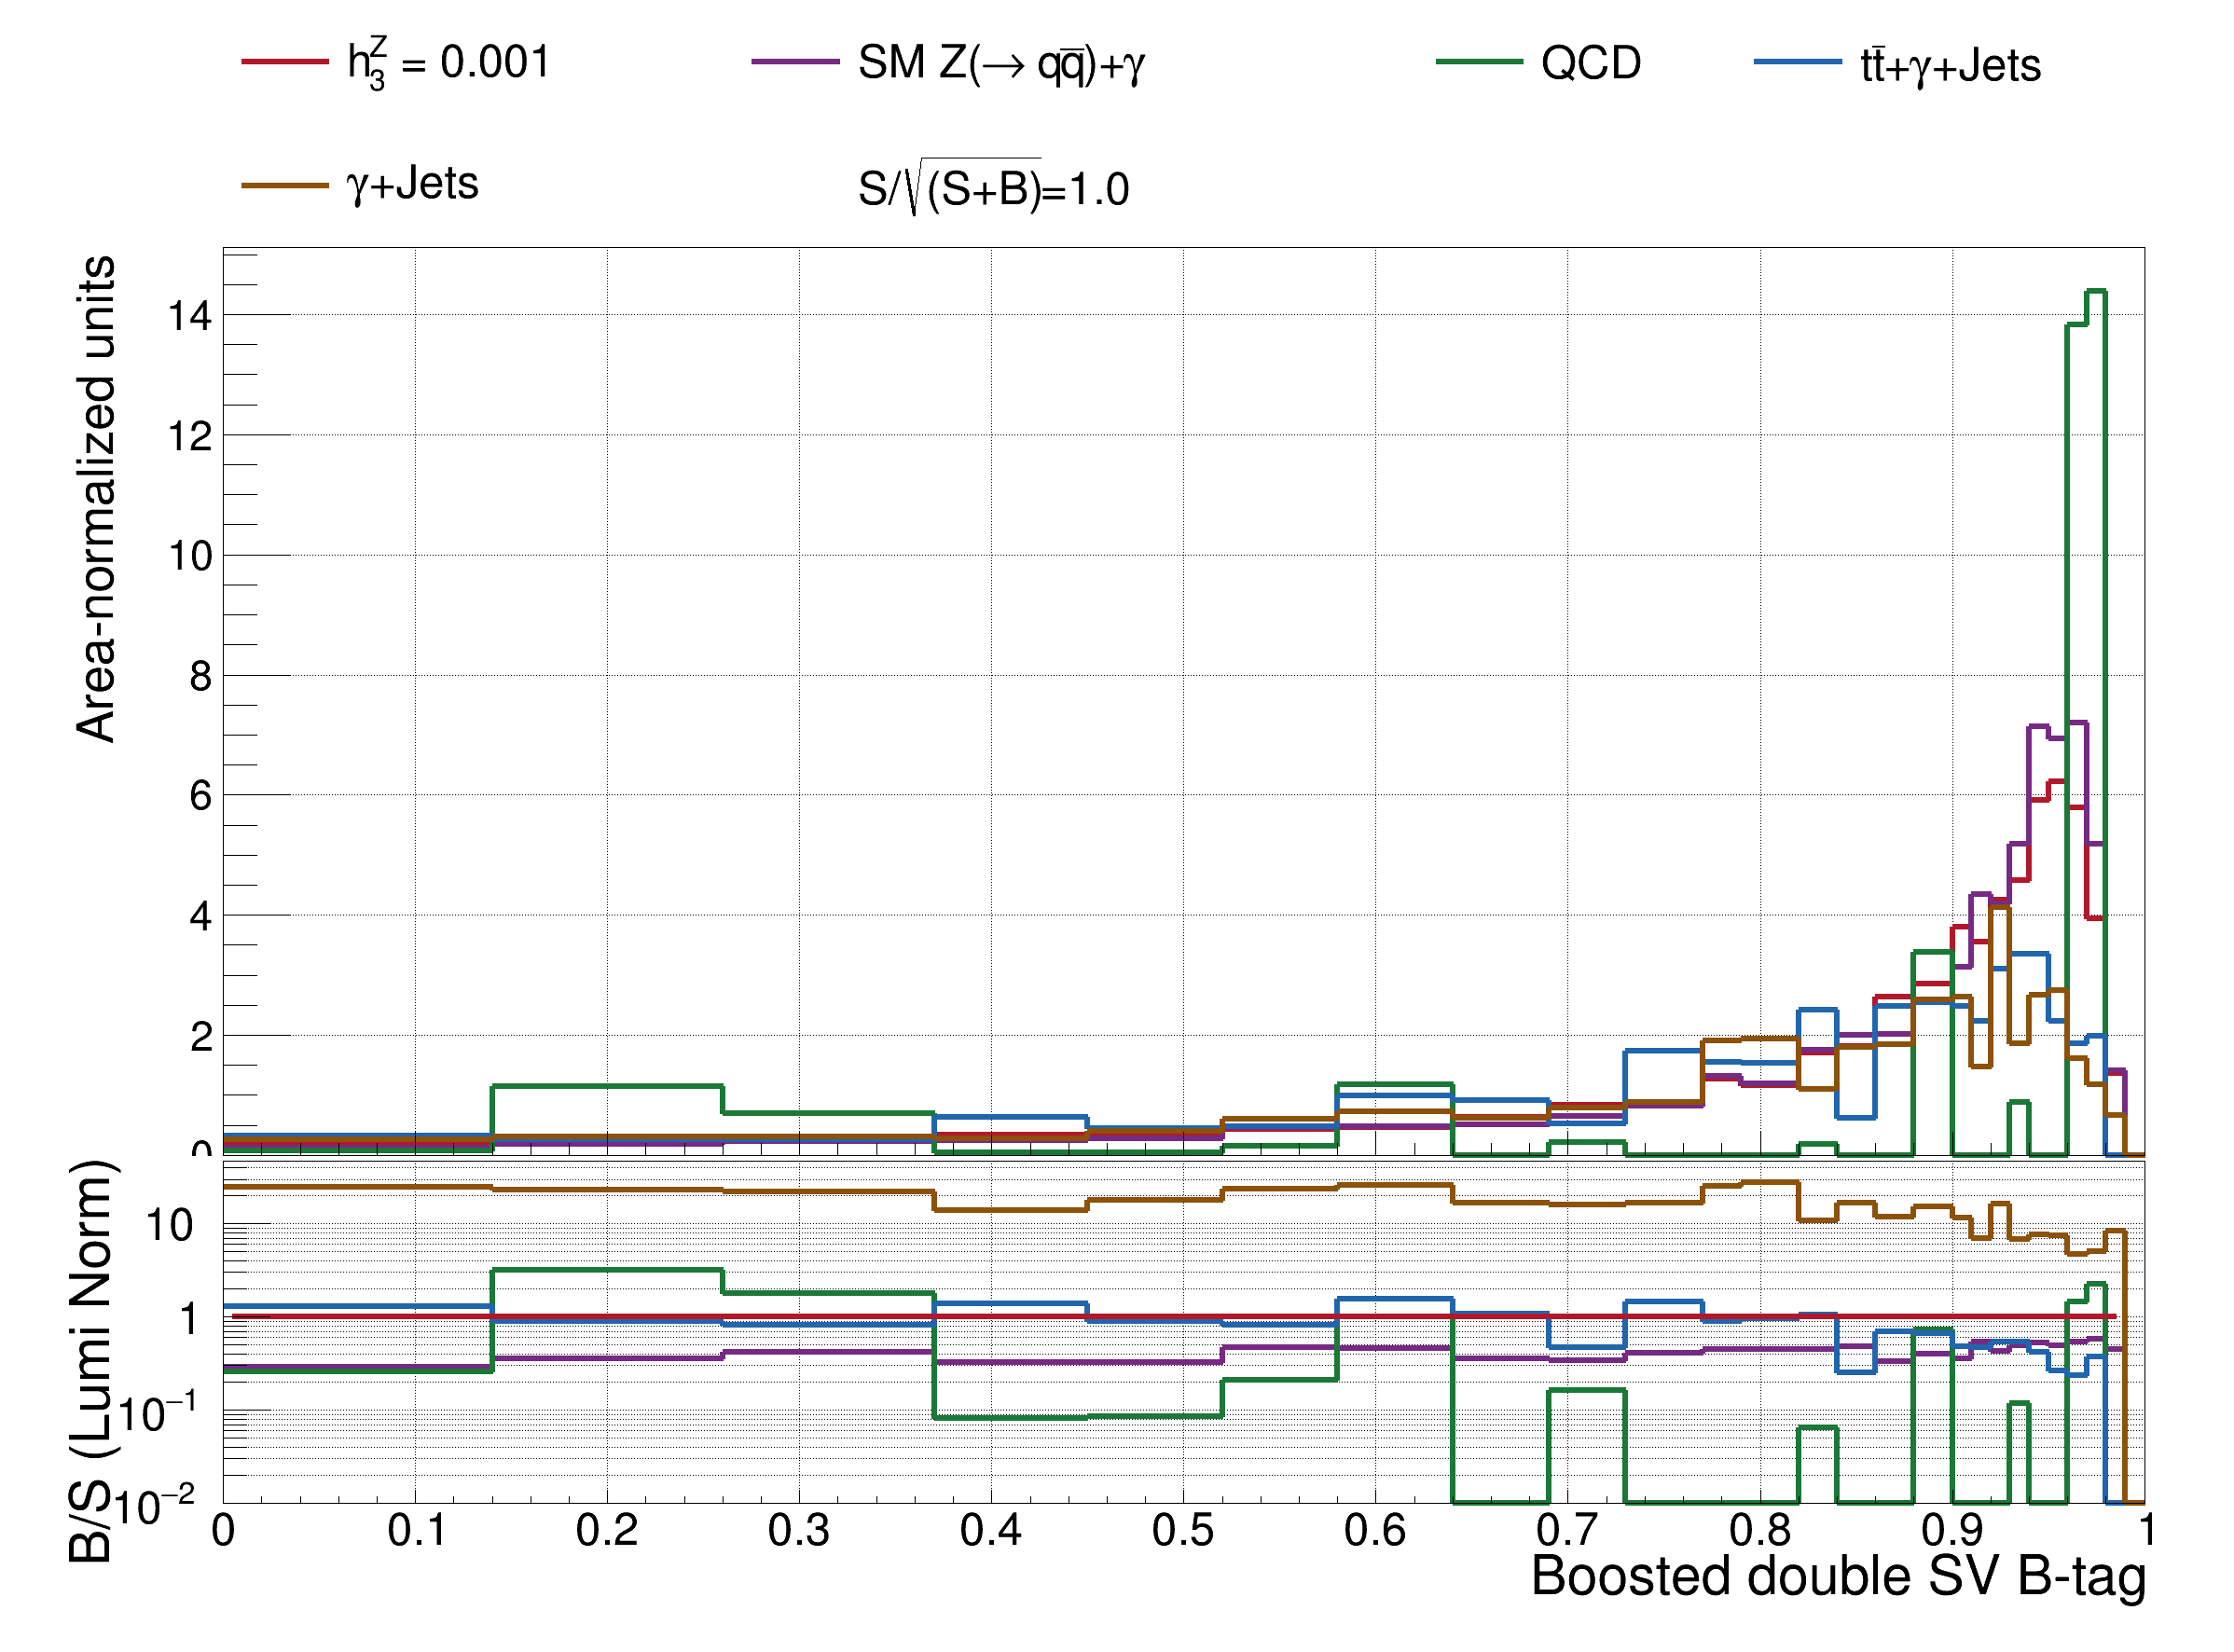 h₃ᶻ = 0.001
SM Z(→ qq̅)+γ
QCD
tt̅+γ+Jets
γ+Jets
S/√(S+B)=1.0
Area-normalized units
14
12
10
8
6
4
2
0
B/S (Lumi Norm)
10
1
10⁻¹
10⁻²
0 0.1 0.2 0.3 0.4 0.5 0.6 0.7 0.8 0.9 1
Boosted double SV B-tag